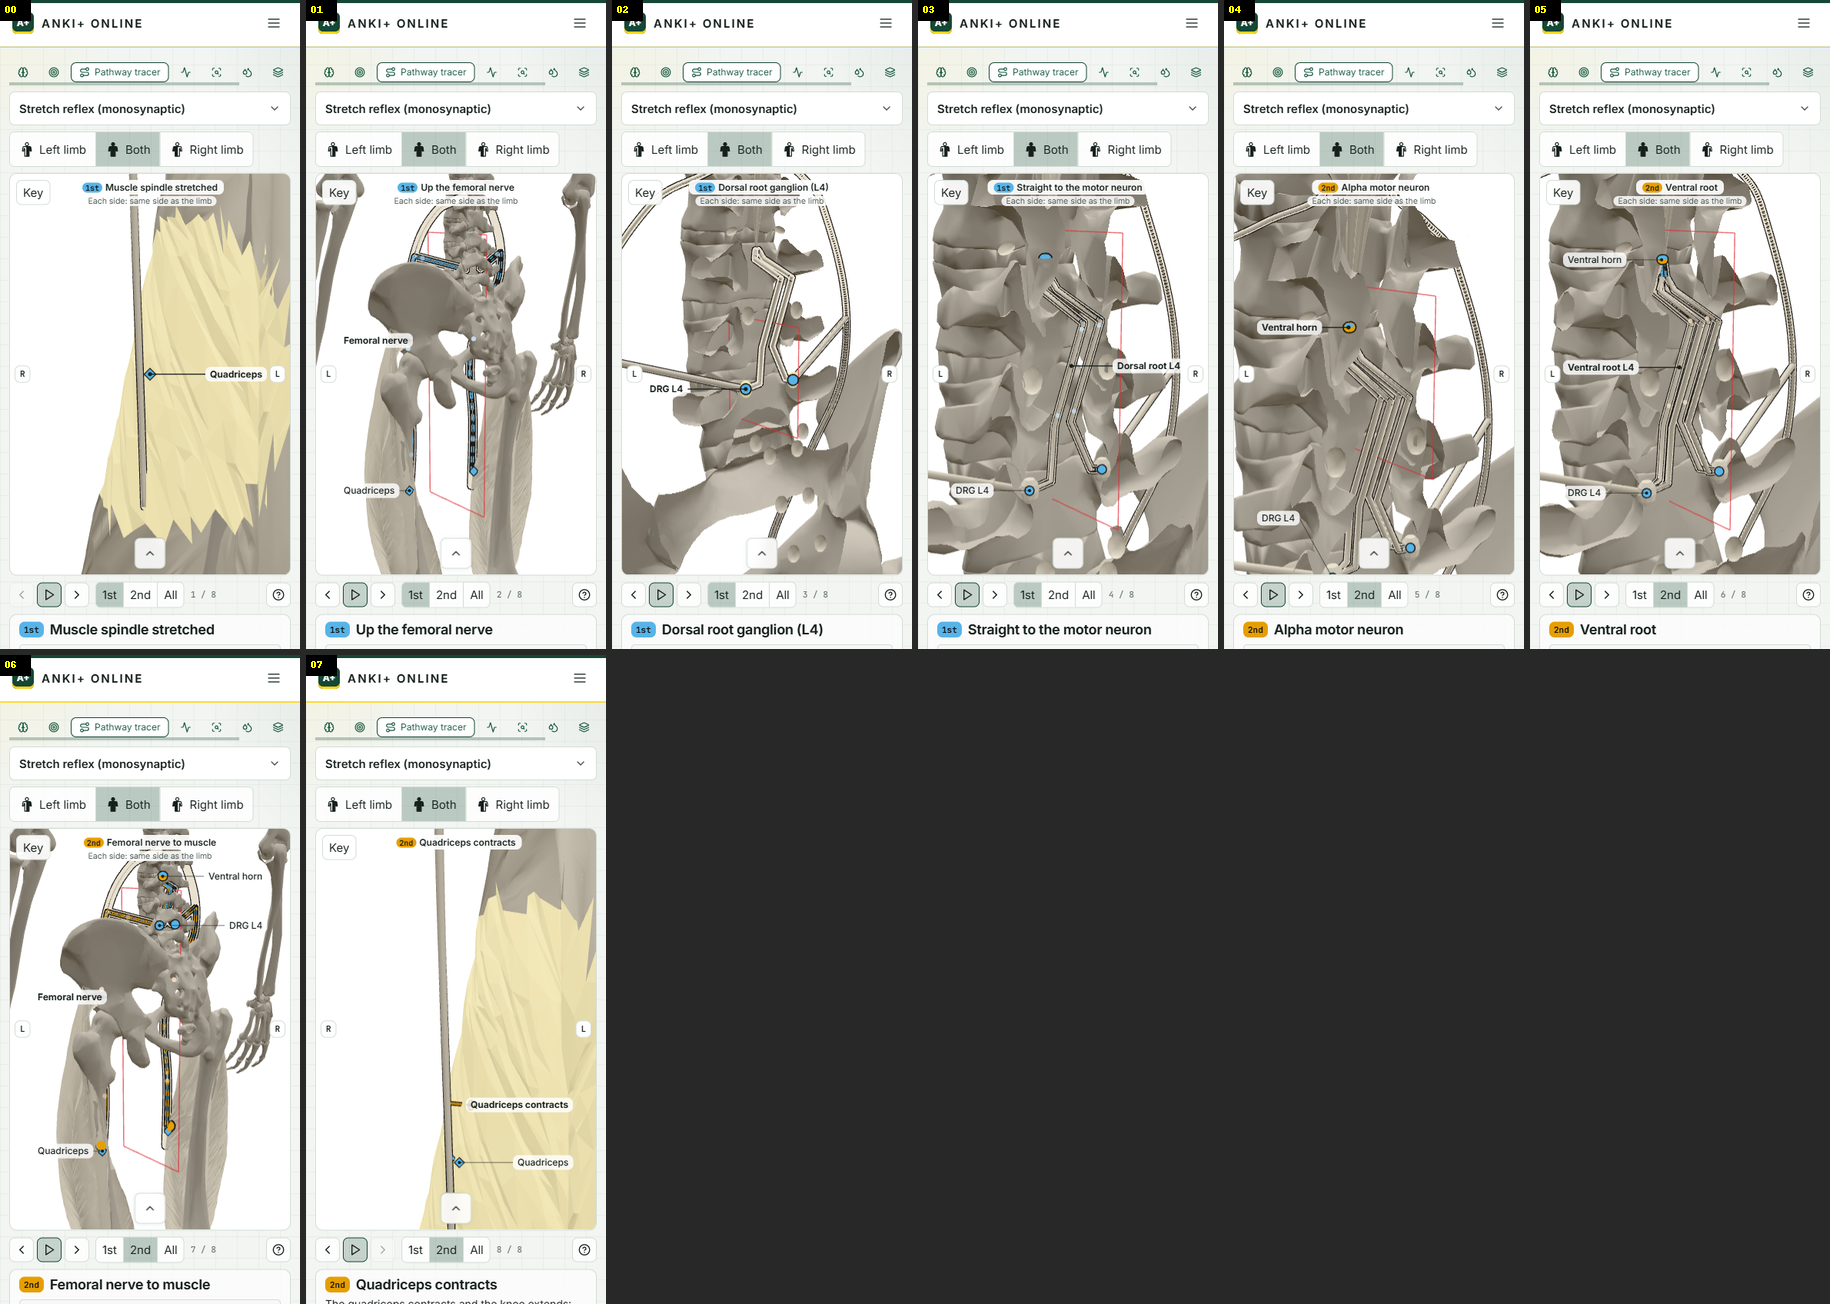 00
A+ ANKI+ ONLINE
Pathway tracer
Stretch reflex (monosynaptic)
Left limb Both Right limb
Key
1st Muscle spindle stretched
Each side: same side as the limb
R
Quadriceps
L
1st 2nd All 1 / 8
1st Muscle spindle stretched
01
A+ ANKI+ ONLINE
Pathway tracer
Stretch reflex (monosynaptic)
Left limb Both Right limb
Key
1st Up the femoral nerve
Each side: same side as the limb
Femoral nerve
L
R
Quadriceps
1st 2nd All 2 / 8
1st Up the femoral nerve
02
A+ ANKI+ ONLINE
Pathway tracer
Stretch reflex (monosynaptic)
Left limb Both Right limb
Key
1st Dorsal root ganglion (L4)
Each side: same side as the limb
L
R
DRG L4
1st 2nd All 3 / 8
1st Dorsal root ganglion (L4)
03
A+ ANKI+ ONLINE
Pathway tracer
Stretch reflex (monosynaptic)
Left limb Both Right limb
Key
1st Straight to the motor neuron
Each side: same side as the limb
Dorsal root L4
L
R
DRG L4
1st 2nd All 4 / 8
1st Straight to the motor neuron
04
A+ ANKI+ ONLINE
Pathway tracer
Stretch reflex (monosynaptic)
Left limb Both Right limb
Key
2nd Alpha motor neuron
Each side: same side as the limb
Ventral horn
L
R
DRG L4
1st 2nd All 5 / 8
2nd Alpha motor neuron
05
A+ ANKI+ ONLINE
Pathway tracer
Stretch reflex (monosynaptic)
Left limb Both Right limb
Key
2nd Ventral root
Each side: same side as the limb
Ventral horn
Ventral root L4
L
R
DRG L4
1st 2nd All 6 / 8
2nd Ventral root
06
A+ ANKI+ ONLINE
Pathway tracer
Stretch reflex (monosynaptic)
Left limb Both Right limb
Key
2nd Femoral nerve to muscle
Each side: same side as the limb
Ventral horn
DRG L4
Femoral nerve
L
R
Quadriceps
1st 2nd All 7 / 8
2nd Femoral nerve to muscle
07
A+ ANKI+ ONLINE
Pathway tracer
Stretch reflex (monosynaptic)
Left limb Both Right limb
Key
2nd Quadriceps contracts
R
L
Quadriceps contracts
Quadriceps
1st 2nd All 8 / 8
2nd Quadriceps contracts
The quadriceps contracts and the knee extends: